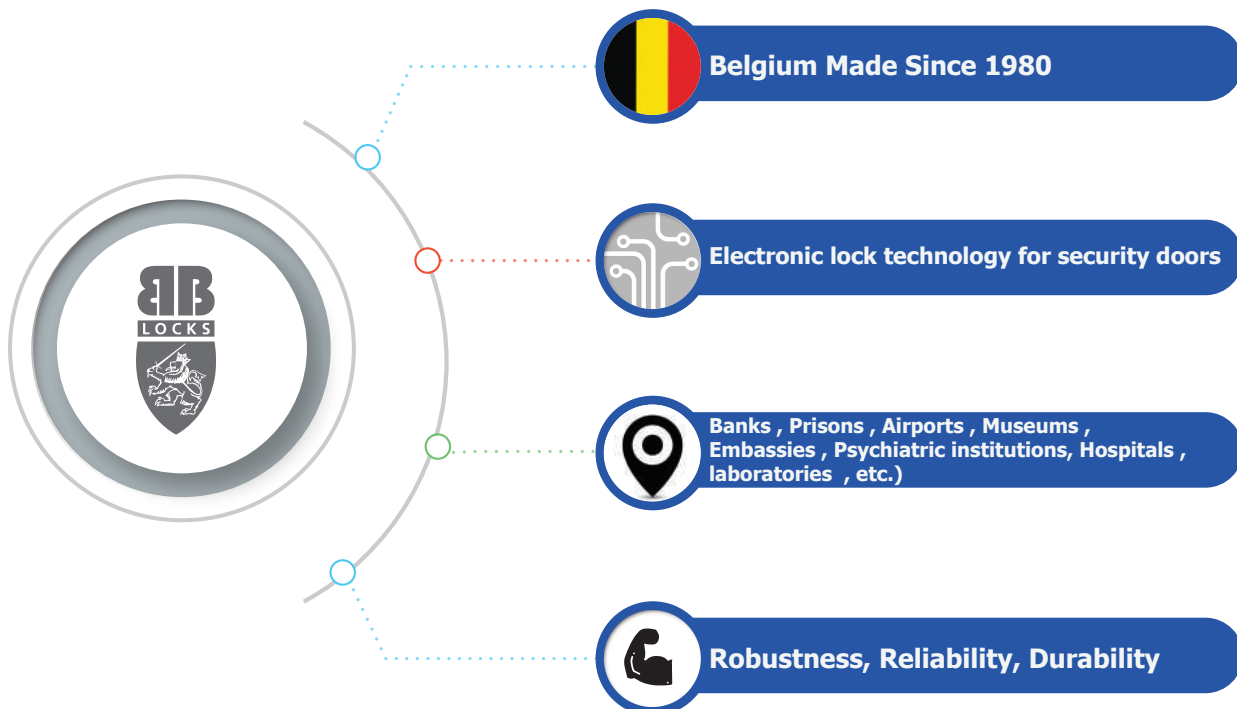 BB
LOCKS
Belgium Made Since 1980
Electronic lock technology for security doors
Banks , Prisons , Airports , Museums ,
Embassies , Psychiatric institutions, Hospitals ,
laboratories , etc.)
Robustness, Reliability, Durability